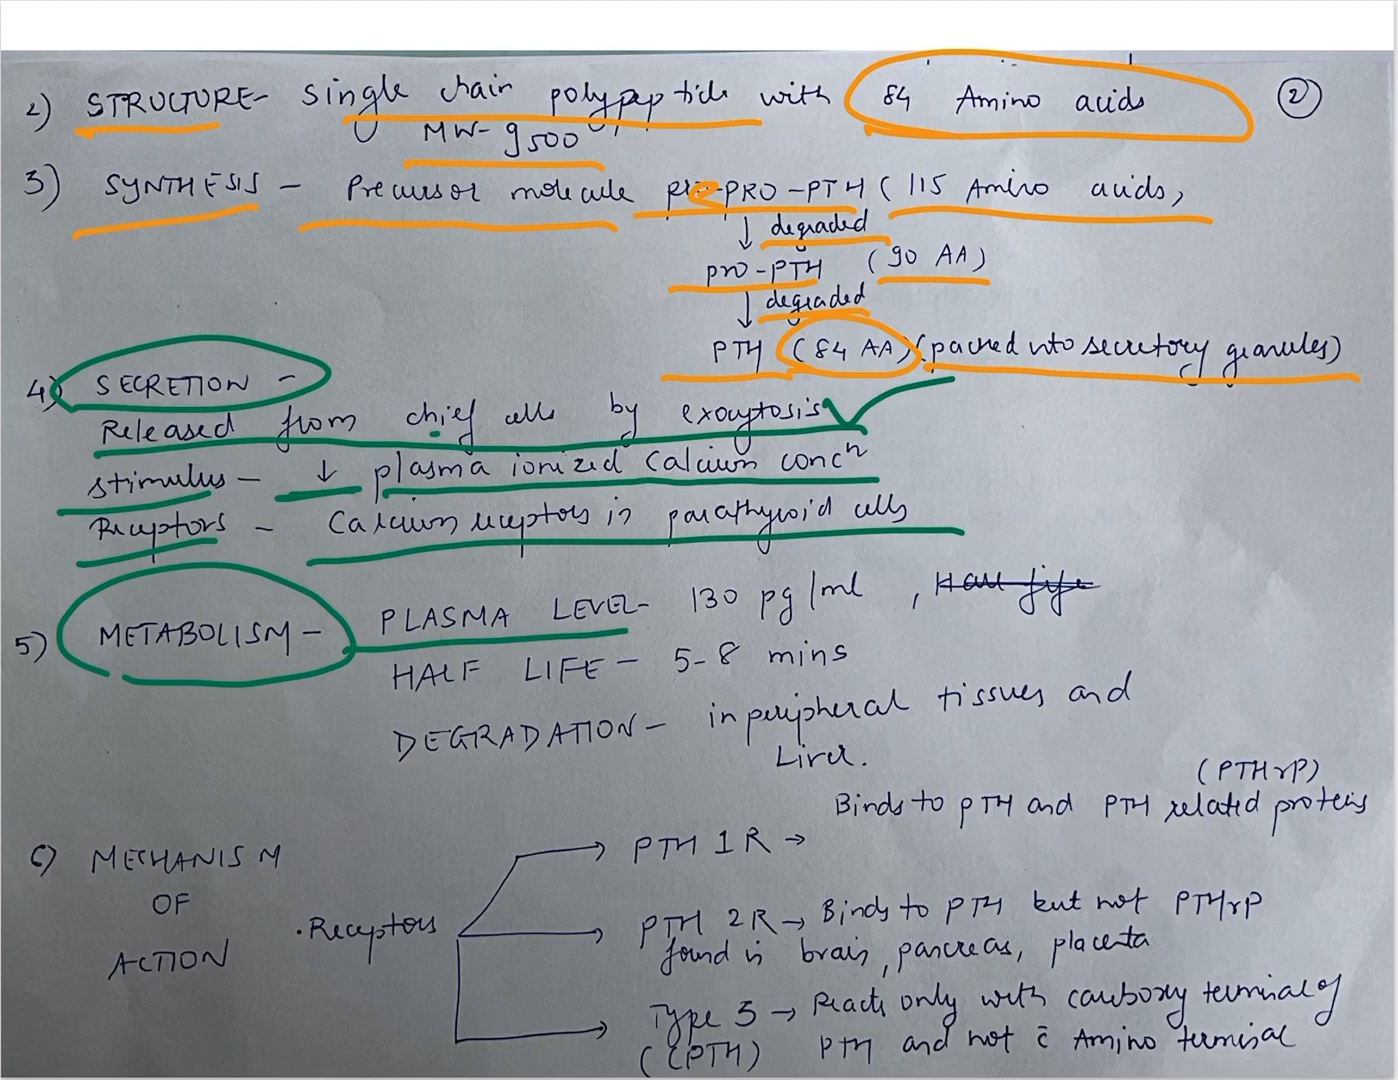 2) STRUCTURE- Single chain polypeptide with 84 Amino acids
②
MW- 9500
3) SYNTHESIS - Precursor molecule pre-PRO-PTH (115 Amino acids,
↓ degraded
pro-PTH (90 AA)
↓ degraded
PTH (84 AA) (packed into secretory granules)
4) SECRETION -
Released from chief cells by exocytosis
stimulus - ↓ plasma ionized Calcium concn
Receptors - Calcium receptors in parathyroid cells
5) METABOLISM - PLASMA LEVEL- 130 pg/ml , Half life
HALF LIFE - 5-8 mins
DEGRADATION - in peripheral tissues and
Liver.
(PTHrP)
Binds to PTH and PTH related proteins
6) MECHANISM OF ACTION
.Receptors
PTH 1R →
PTH 2R → Binds to PTH but not PTHrP
found in brain, pancreas, placenta
Type 3 → Reacts only with carboxy terminal of
(CPTH) PTH and not c̄ Amino terminal